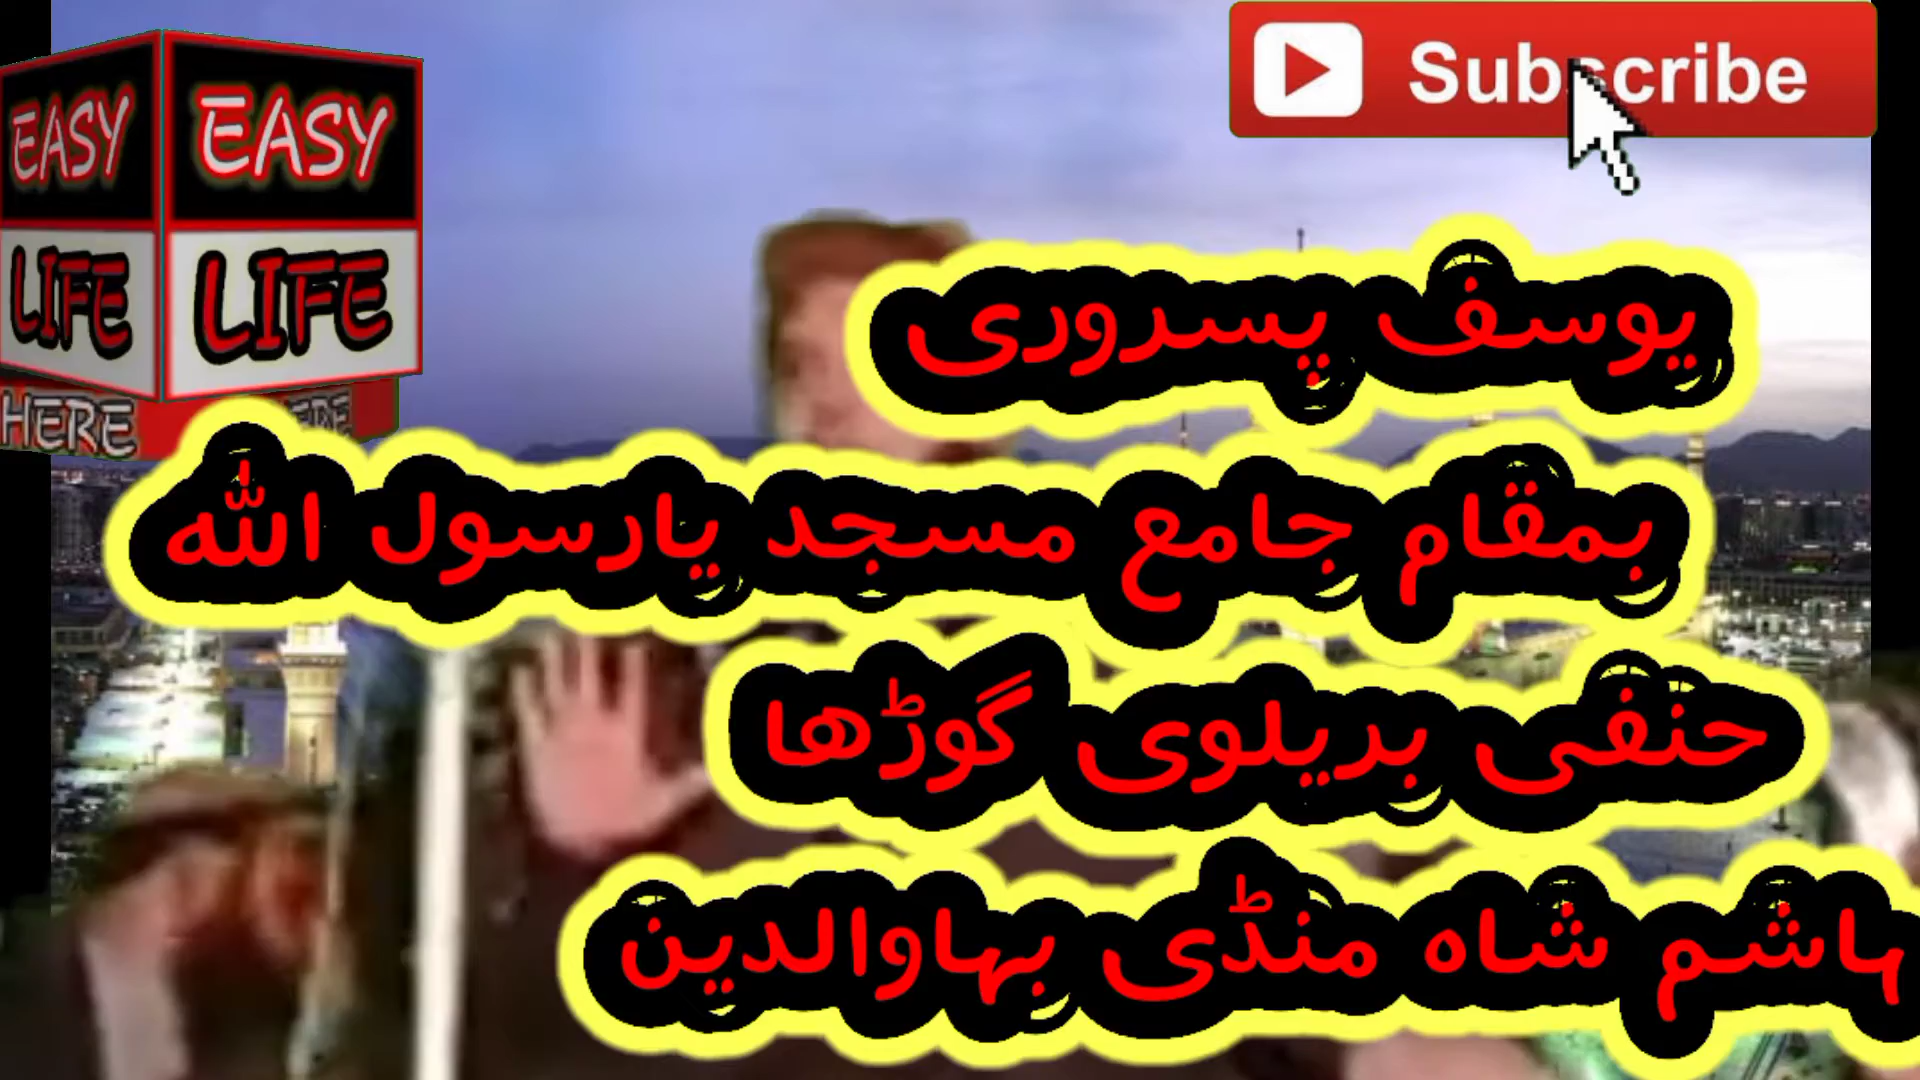 EASY EASY
LIFE LIFE
HERE HERE
Subscribe
یوسف پسروری
بمقام جامع مسجد یارسول اللہ
حنفی بریلوی گوڑھا
ہاشم شاہ منڈی بہاوالدین